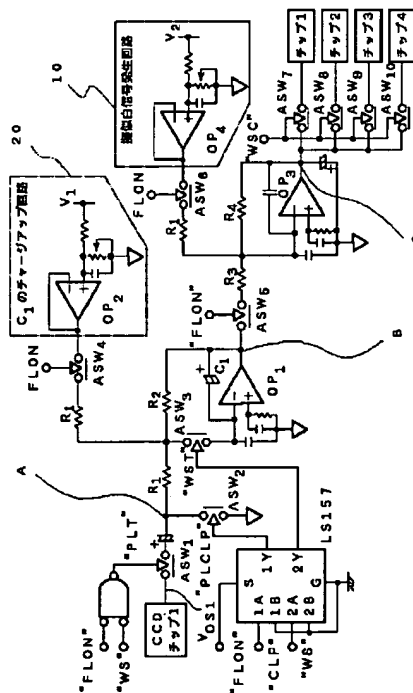 20
C₁のチャージアップ回路
V₁
OP₂
FLON
ASW4
R₁
10
擬似白信号発生回路
V₂
OP₄
FLON
ASW6
R₁
チップ1
チップ2
チップ3
チップ4
ASW7
ASW8
ASW9
ASW10
"WSC"
R₄
OP₃
C
R₃
"FLON"
ASW5
B
A
R₂
C₁
OP₁
ASW3
"WST"
R₁
"PLT"
ASW1
"PLCLP"
ASW2
CCD
チップ1
"FLON"
"WS"
V
DS1
"FLON"
"CLP"
"WS"
S
1A
1B
2A
2B
G
1Y
2Y
LS157